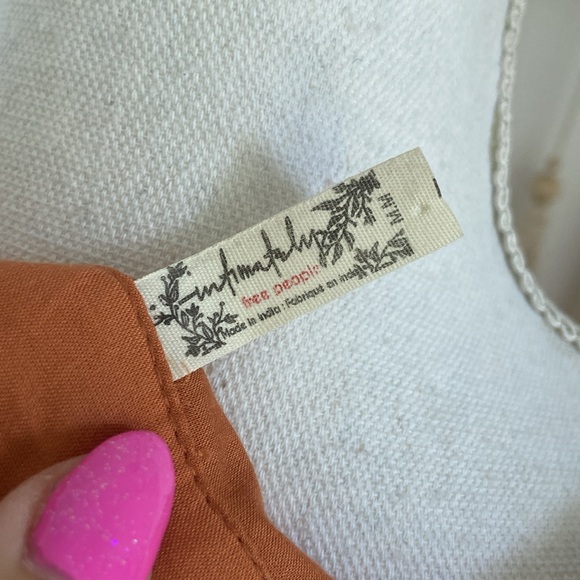 intimately
free people
Made in India : Fabriqué en Inde
M M